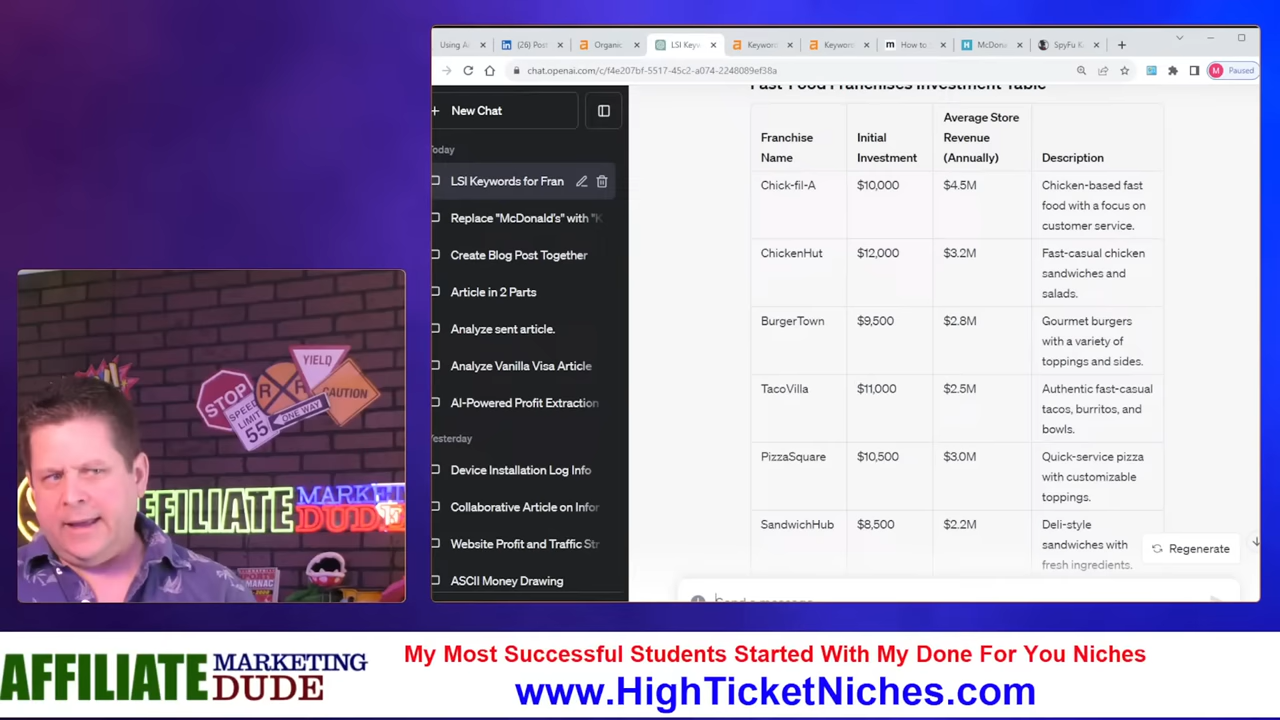 Using AI
(26) Post
Organic
LSI Keyw
Keyword
Keyword
How to
McDon
SpyFu K
chat.openai.com/c/f4e207bf-5517-45c2-a074-2248089ef38a
M Paused
New Chat
Today
LSI Keywords for Fran
Replace "McDonald's" with "K
Create Blog Post Together
Article in 2 Parts
Analyze sent article.
Analyze Vanilla Visa Article
AI-Powered Profit Extraction
Yesterday
Device Installation Log Info
Collaborative Article on Infor
Website Profit and Traffic Str
ASCII Money Drawing
Fast-Food Franchises Investment Table
Franchise Name
Initial Investment
Average Store Revenue (Annually)
Description
Chick-fil-A
$10,000
$4.5M
Chicken-based fast
food with a focus on
customer service.
ChickenHut
$12,000
$3.2M
Fast-casual chicken
sandwiches and
salads.
BurgerTown
$9,500
$2.8M
Gourmet burgers
with a variety of
toppings and sides.
TacoVilla
$11,000
$2.5M
Authentic fast-casual
tacos, burritos, and
bowls.
PizzaSquare
$10,500
$3.0M
Quick-service pizza
with customizable
toppings.
SandwichHub
$8,500
$2.2M
Deli-style
sandwiches with
fresh ingredients.
Regenerate
Send a message
YIELD
STOP
R R
CAUTION
SPEED
LIMIT
55
ONE WAY
AFFILIATE
MARKET
DUD
AFFILIATE
MARKETING
DUDE
My Most Successful Students Started With My Done For You Niches
www.HighTicketNiches.com